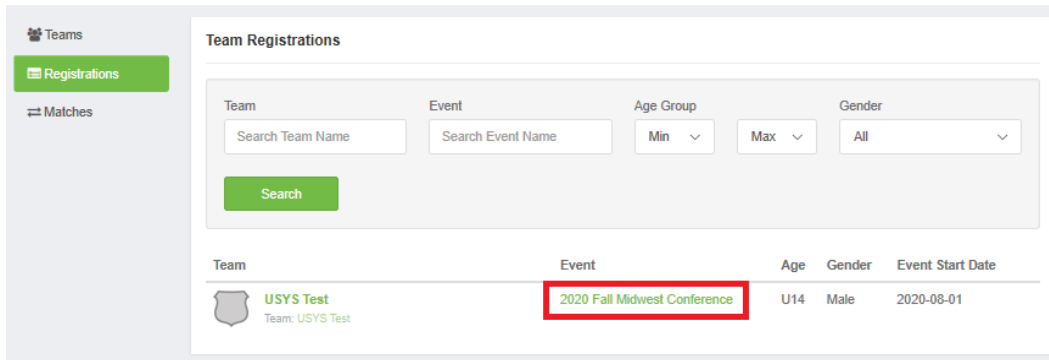 Teams
Registrations
Matches
Team Registrations
Team Event Age Group Gender
Search Team Name Search Event Name Min Max All
Search
Team Event Age Gender Event Start Date
USYS Test 2020 Fall Midwest Conference U14 Male 2020-08-01
Team: USYS Test